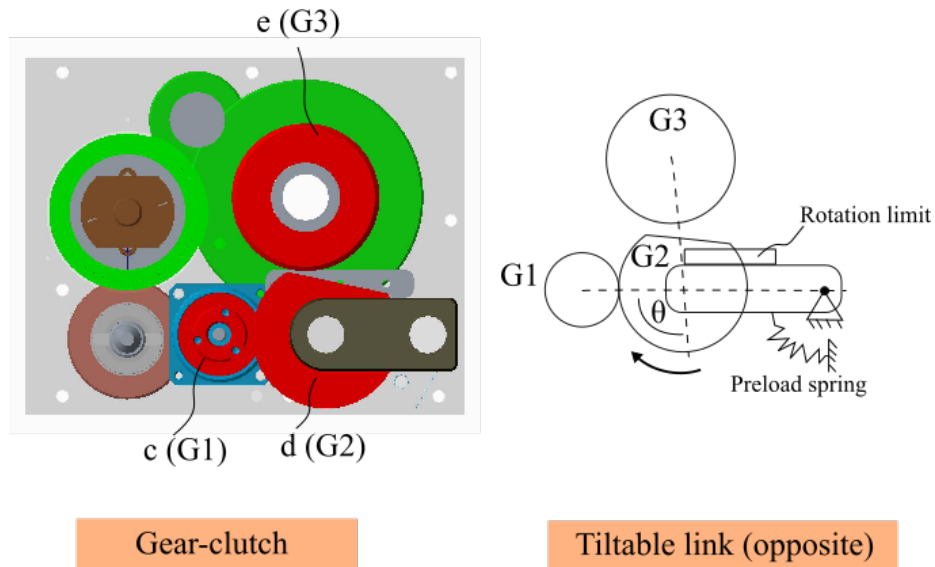 e (G3)
c (G1)
d (G2)
Gear-clutch
G3
Rotation limit
G2
G1
θ
Preload spring
Tiltable link (opposite)